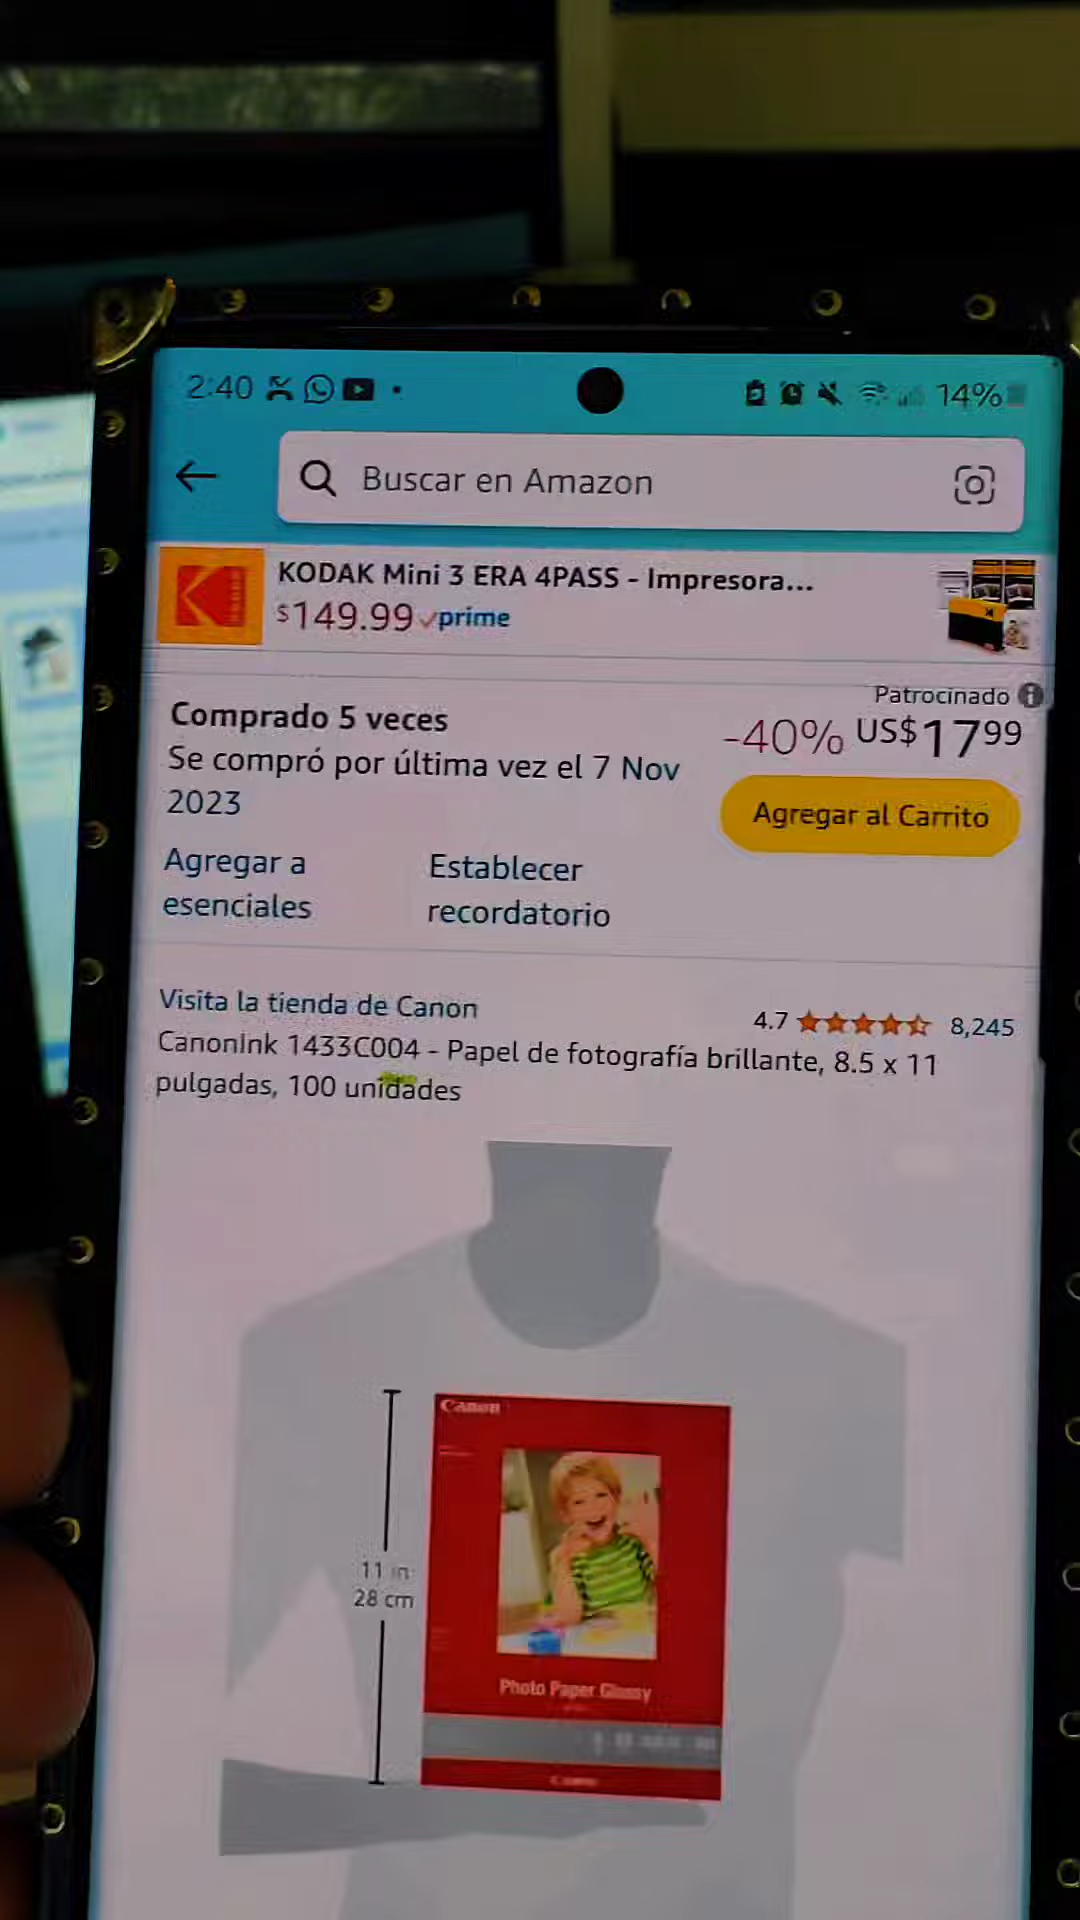 2:40
14%
Buscar en Amazon
KODAK Mini 3 ERA 4PASS - Impresora...
$149.99 prime
Patrocinado
Comprado 5 veces
-40% US$1799
Se compró por última vez el 7 Nov
2023
Agregar al Carrito
Agregar a
esenciales
Establecer
recordatorio
Visita la tienda de Canon
4.7
8,245
CanonInk 1433C004 - Papel de fotografía brillante, 8.5 x 11
pulgadas, 100 unidades
Canon
11 in
28 cm
Photo Paper Glossy
Canon